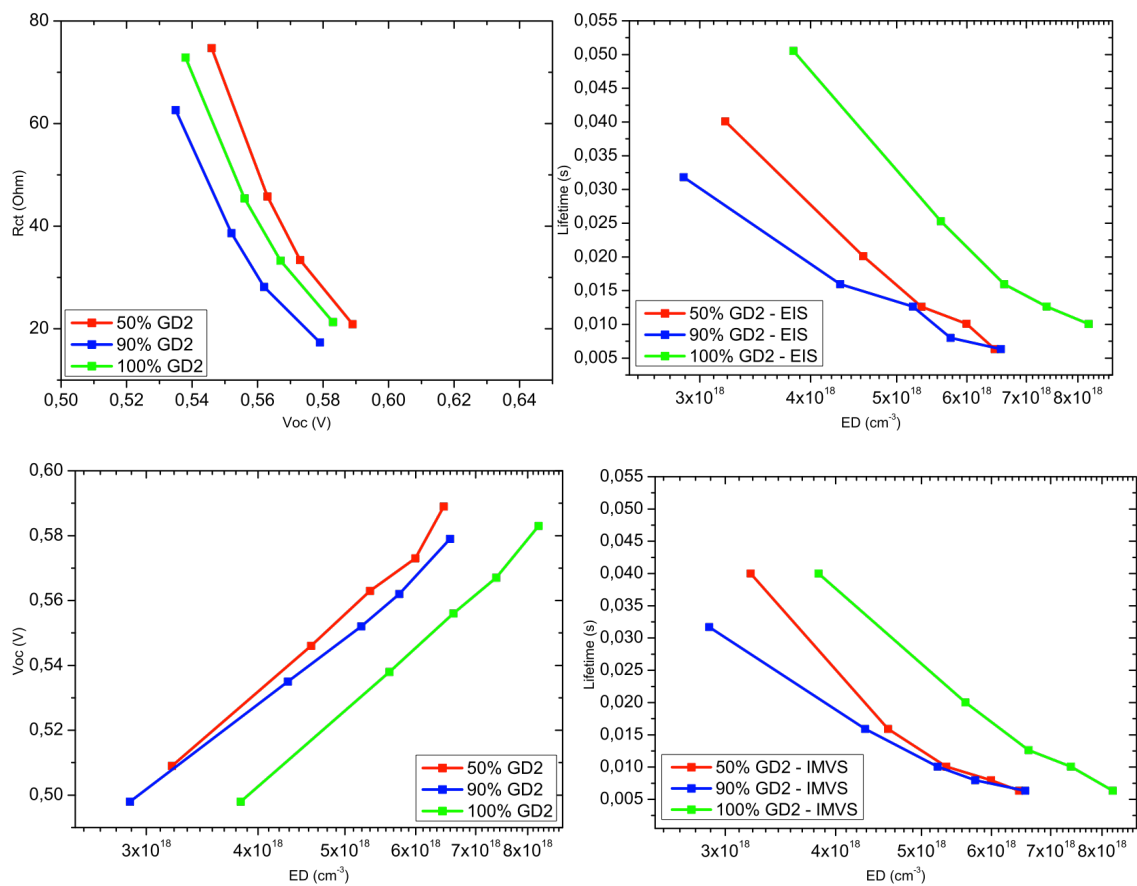 80
60
40
20
Rct (Ohm)
50% GD2
90% GD2
100% GD2
0,50
0,52
0,54
0,56
0,58
0,60
0,62
0,64
Voc (V)
0,055
0,050
0,045
0,040
0,035
0,030
0,025
0,020
0,015
0,010
0,005
Lifetime (s)
50% GD2 - EIS
90% GD2 - EIS
100% GD2 - EIS
3x10¹⁸
4x10¹⁸
5x10¹⁸
6x10¹⁸
7x10¹⁸
8x10¹⁸
ED (cm⁻³)
0,60
0,58
0,56
0,54
0,51
0,50
Voc (V)
50% GD2
90% GD2
100% GD2
3x10¹⁸
4x10¹⁸
5x10¹⁸
6x10¹⁸
7x10¹⁸
8x10¹⁸
ED (cm⁻³)
0,055
0,050
0,045
0,040
0,035
0,030
0,025
0,020
0,015
0,010
0,005
Lifetime (s)
50% GD2 - IMVS
90% GD2 - IMVS
100% GD2 - IMVS
3x10¹⁸
4x10¹⁸
5x10¹⁸
6x10¹⁸
7x10¹⁸
8x10¹⁸
ED (cm⁻³)